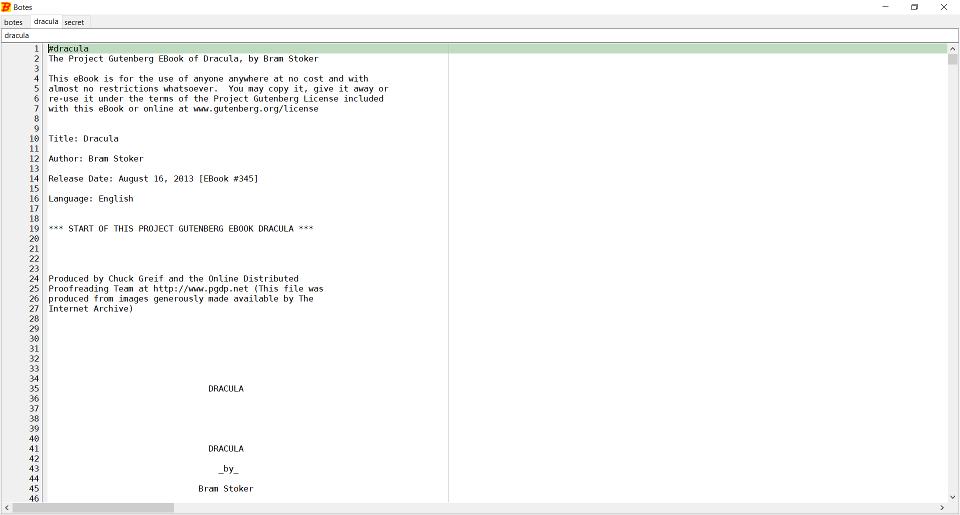 B Botes
botes dracula secret
dracula
1 #dracula
2 The Project Gutenberg EBook of Dracula, by Bram Stoker
3
4 This eBook is for the use of anyone anywhere at no cost and with
5 almost no restrictions whatsoever.  You may copy it, give it away or
6 re-use it under the terms of the Project Gutenberg License included
7 with this eBook or online at www.gutenberg.org/license
8
9
10 Title: Dracula
11
12 Author: Bram Stoker
13
14 Release Date: August 16, 2013 [EBook #345]
15
16 Language: English
17
18
19 *** START OF THIS PROJECT GUTENBERG EBOOK DRACULA ***
20
21
22
23
24 Produced by Chuck Greif and the Online Distributed
25 Proofreading Team at http://www.pgdp.net (This file was
26 produced from images generously made available by The
27 Internet Archive)
28
29
30
31
32
33
34
35 DRACULA
36
37
38
39
40
41 DRACULA
42
43 _by_
44
45 Bram Stoker
46